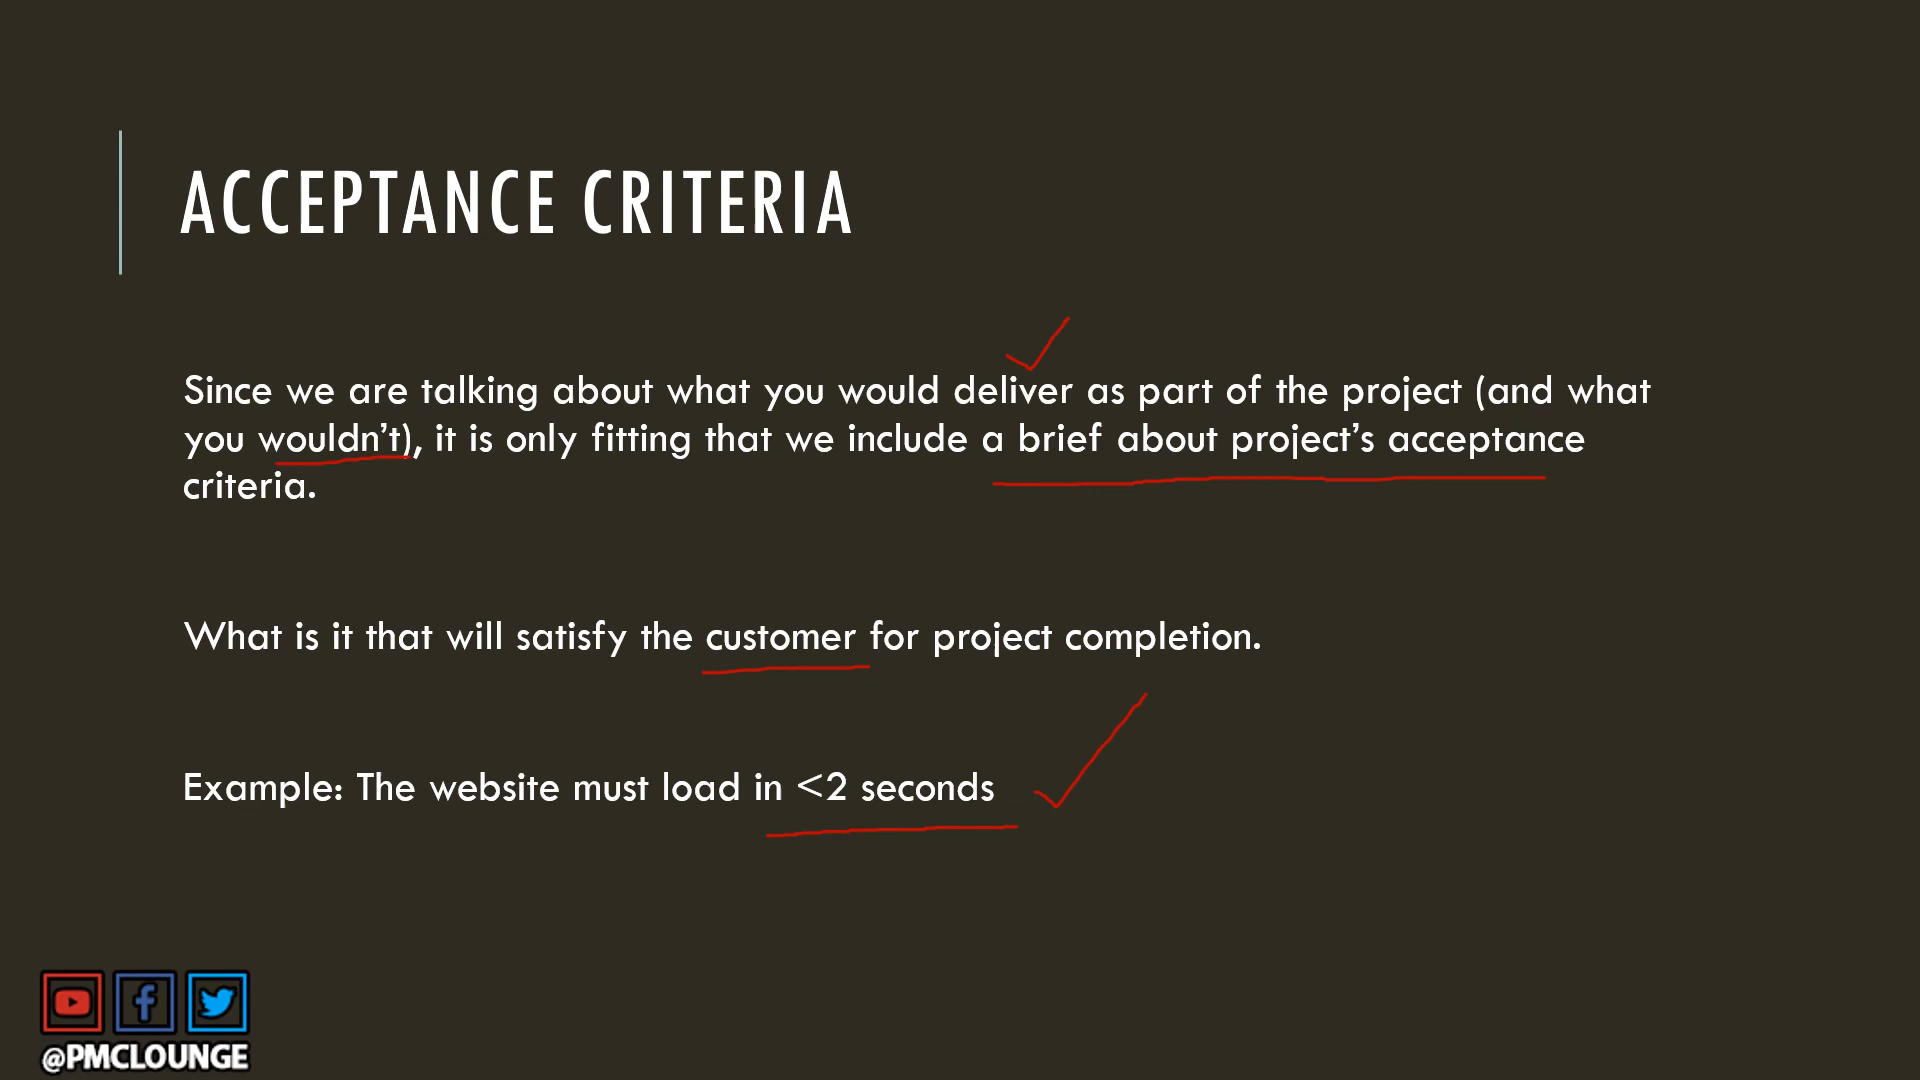 ACCEPTANCE CRITERIA
Since we are talking about what you would deliver as part of the project (and what
you wouldn’t), it is only fitting that we include a brief about project’s acceptance
criteria.
What is it that will satisfy the customer for project completion.
Example: The website must load in <2 seconds
@PMCLOUNGE